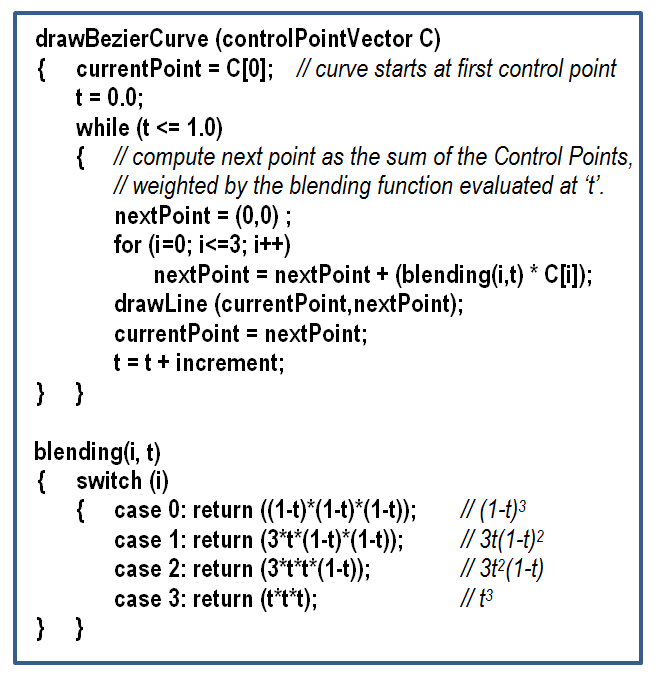 drawBezierCurve (controlPointVector C)
{ currentPoint = C[0]; // curve starts at first control point
t = 0.0;
while (t <= 1.0)
{ // compute next point as the sum of the Control Points,
// weighted by the blending function evaluated at ‘t’.
nextPoint = (0,0) ;
for (i=0; i<=3; i++)
nextPoint = nextPoint + (blending(i,t) * C[i]);
drawLine (currentPoint,nextPoint);
currentPoint = nextPoint;
t = t + increment;
} }
blending(i, t)
{ switch (i)
{ case 0: return ((1-t)*(1-t)*(1-t)); // (1-t)³
case 1: return (3*t*(1-t)*(1-t)); // 3t(1-t)²
case 2: return (3*t*t*(1-t)); // 3t²(1-t)
case 3: return (t*t*t); // t³
} }